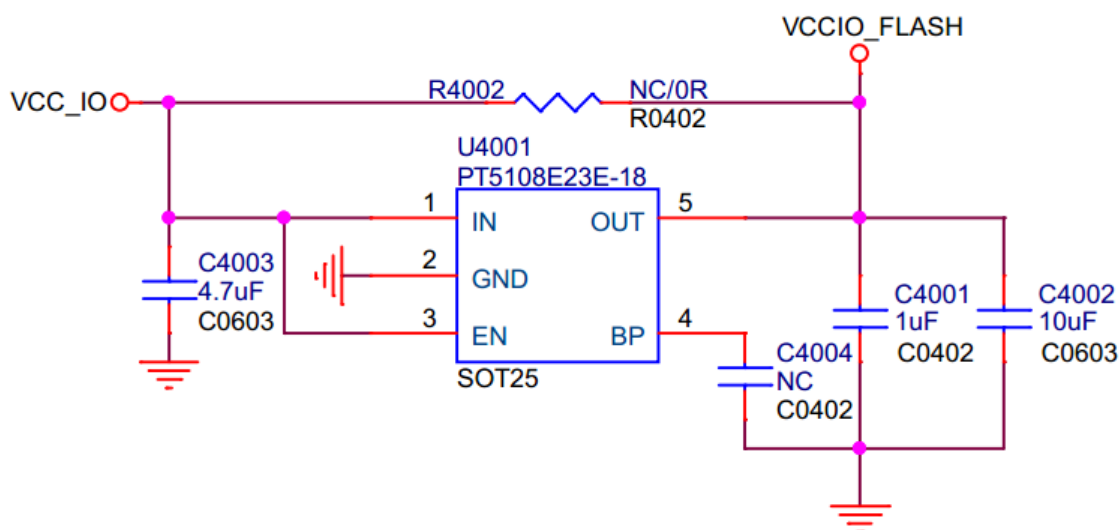 VCCIO_FLASH
VCC_IO
R4002
NC/0R
R0402
U4001
PT5108E23E-18
1
IN
OUT
5
2
GND
3
EN
BP
4
SOT25
C4003
4.7uF
C0603
C4004
NC
C0402
C4001
1uF
C0402
C4002
10uF
C0603